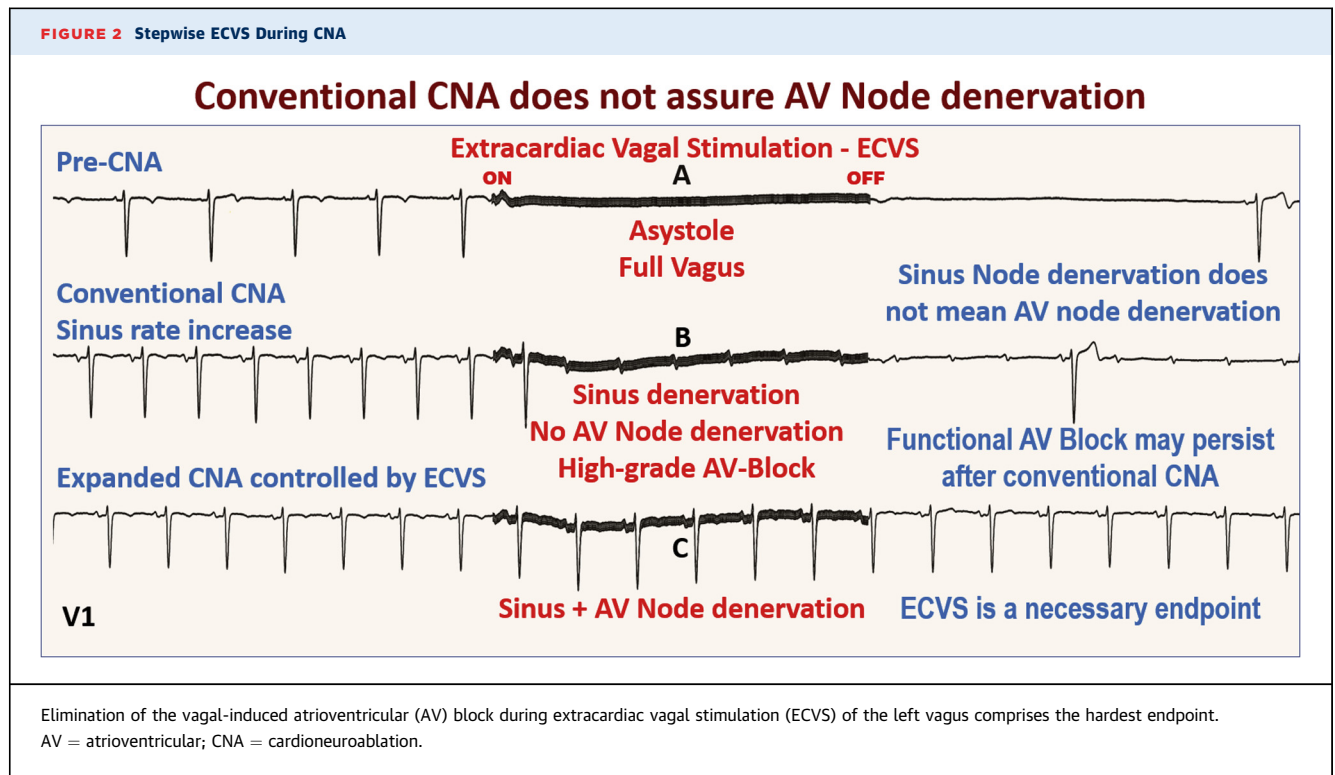 FIGURE 2 Stepwise ECVS During CNA
Conventional CNA does not assure AV Node denervation
Pre-CNA
Extracardiac Vagal Stimulation - ECVS
ON
A
OFF
Asystole
Full Vagus
Conventional CNA
Sinus rate increase
Sinus Node denervation does
not mean AV node denervation
B
Sinus denervation
No AV Node denervation
High-grade AV-Block
Functional AV Block may persist
after conventional CNA
Expanded CNA controlled by ECVS
C
V1
Sinus + AV Node denervation
ECVS is a necessary endpoint
Elimination of the vagal-induced atrioventricular (AV) block during extracardiac vagal stimulation (ECVS) of the left vagus comprises the hardest endpoint.
AV = atrioventricular; CNA = cardioneuroablation.